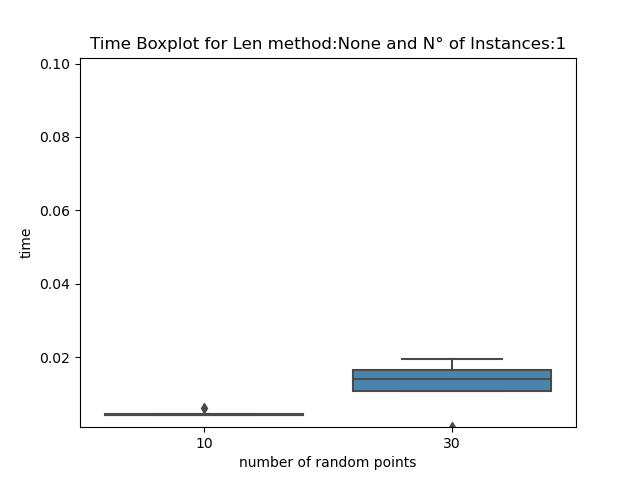 Time Boxplot for Len method:None and N° of Instances:1
0.10
0.08
0.06
0.04
0.02
time
10 30
number of random points